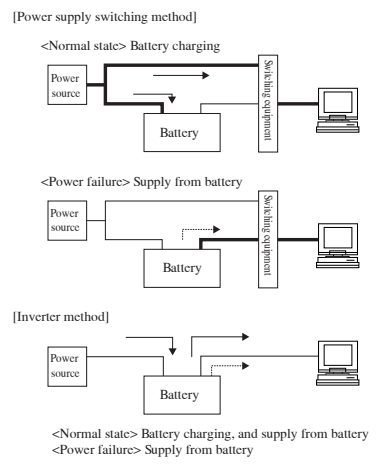 [Power supply switching method]
<Normal state> Battery charging
Power
source
Switching equipment
Battery
<Power failure> Supply from battery
Power
source
Switching equipment
Battery
[Inverter method]
Power
source
Battery
<Normal state> Battery charging, and supply from battery
<Power failure> Supply from battery